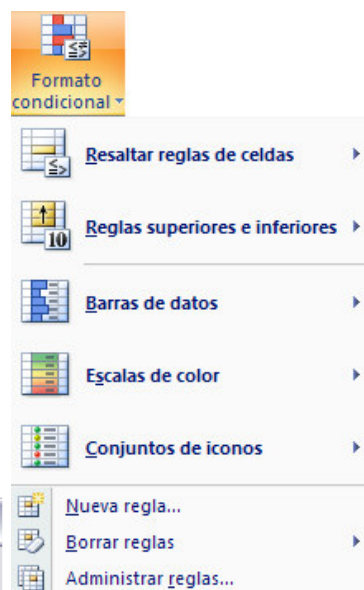 Formato
condicional
Resaltar reglas de celdas
Reglas superiores e inferiores
10
Barras de datos
Escalas de color
Conjuntos de iconos
Nueva regla...
Borrar reglas
Administrar reglas...